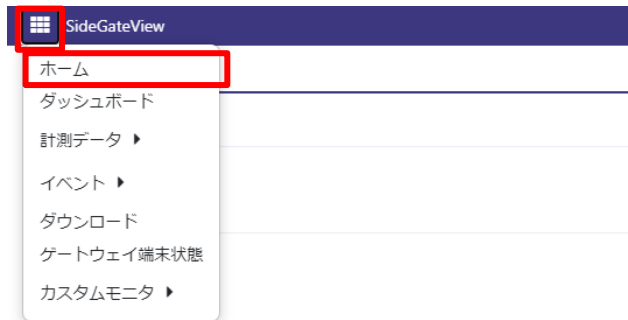 SideGateView
ホーム
ダッシュボード
計測データ
イベント
ダウンロード
ゲートウェイ端末状態
カスタムモニタ